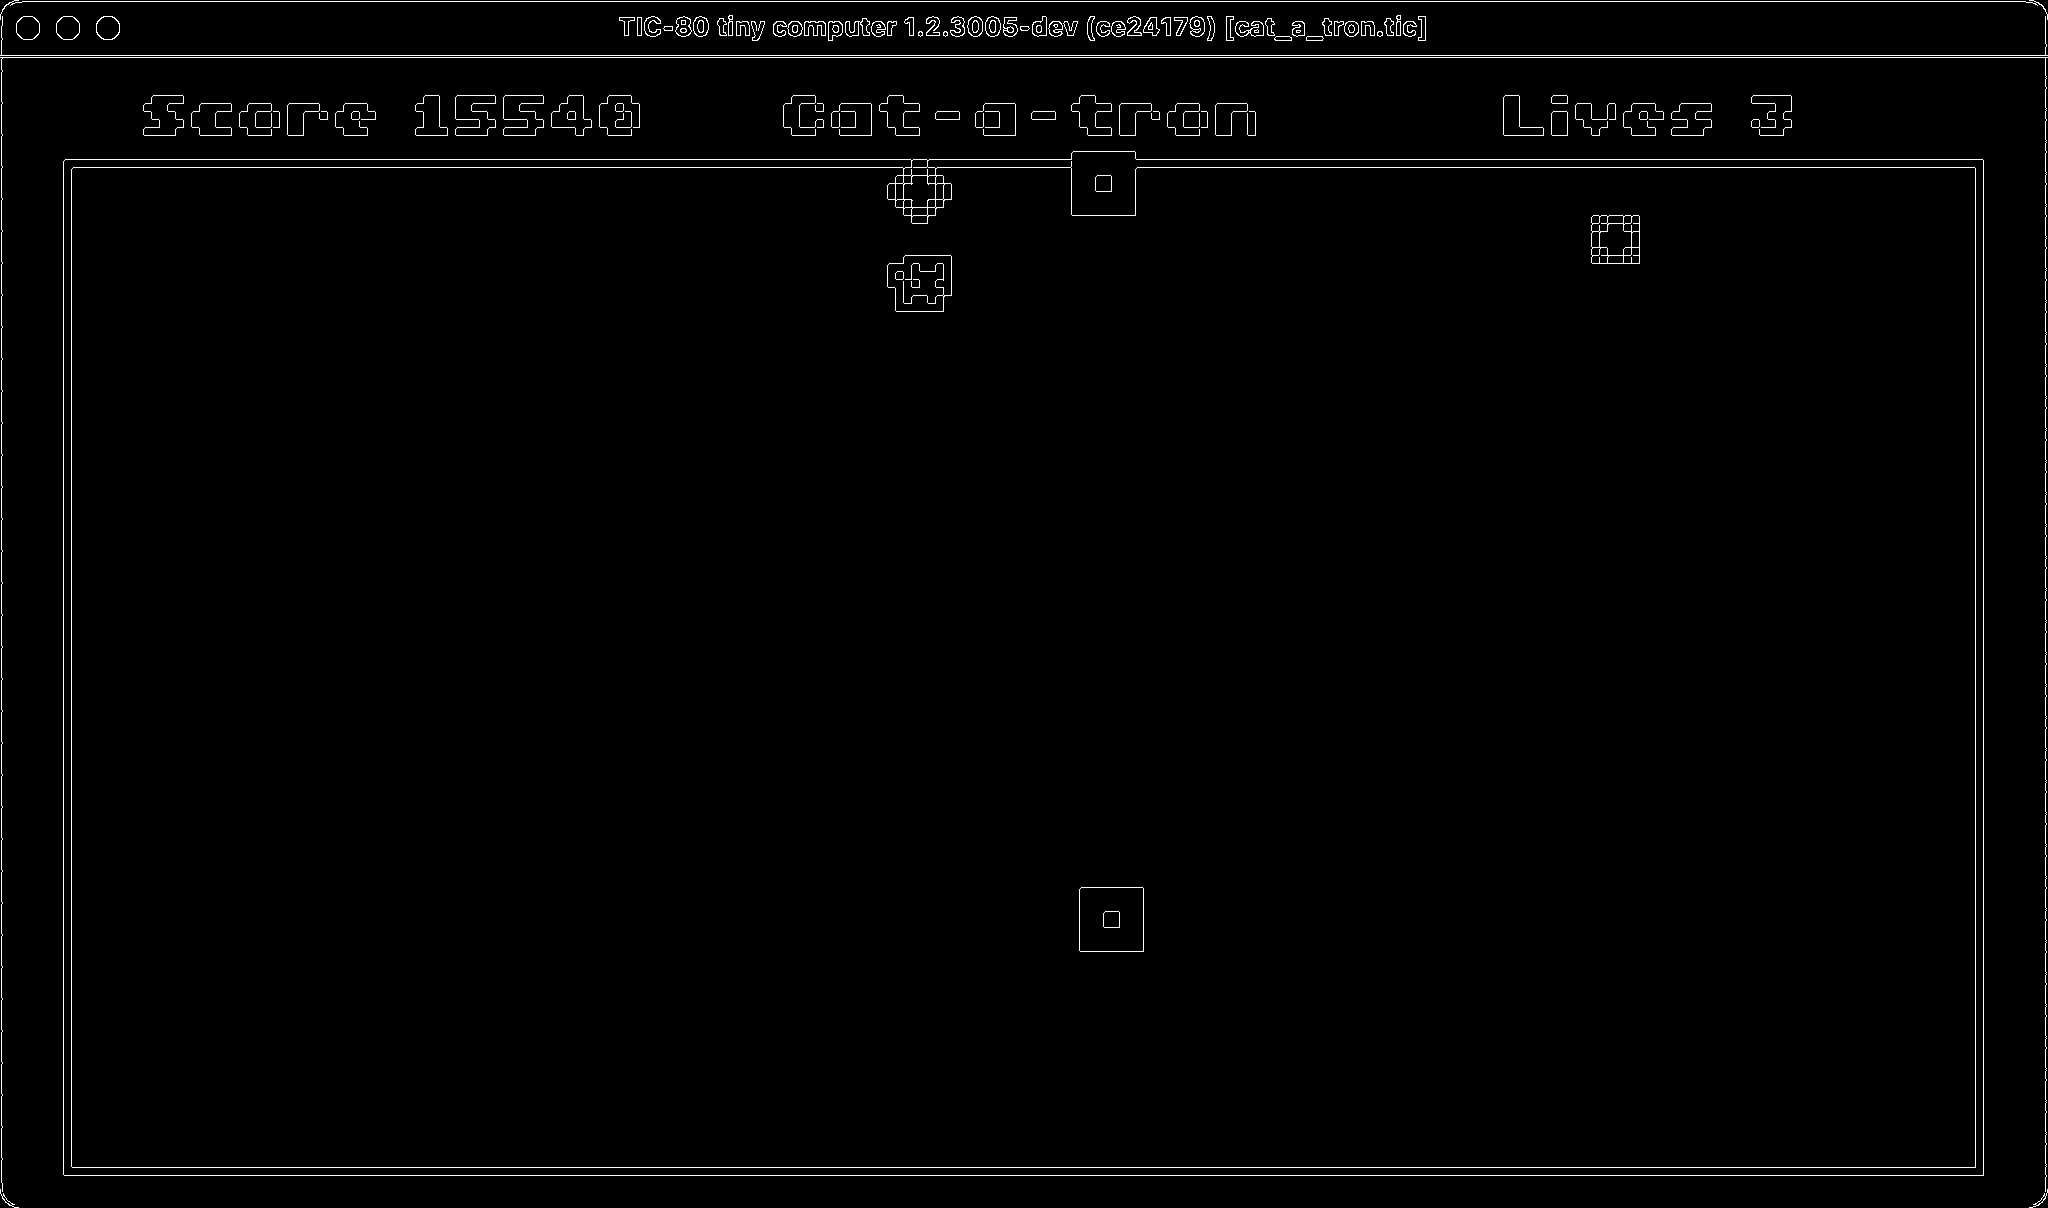 TIC-80 tiny computer 1.2.3005-dev (ce24179) [cat_a_tron.tic]
Score 15540 Cat-a-tron Lives 3